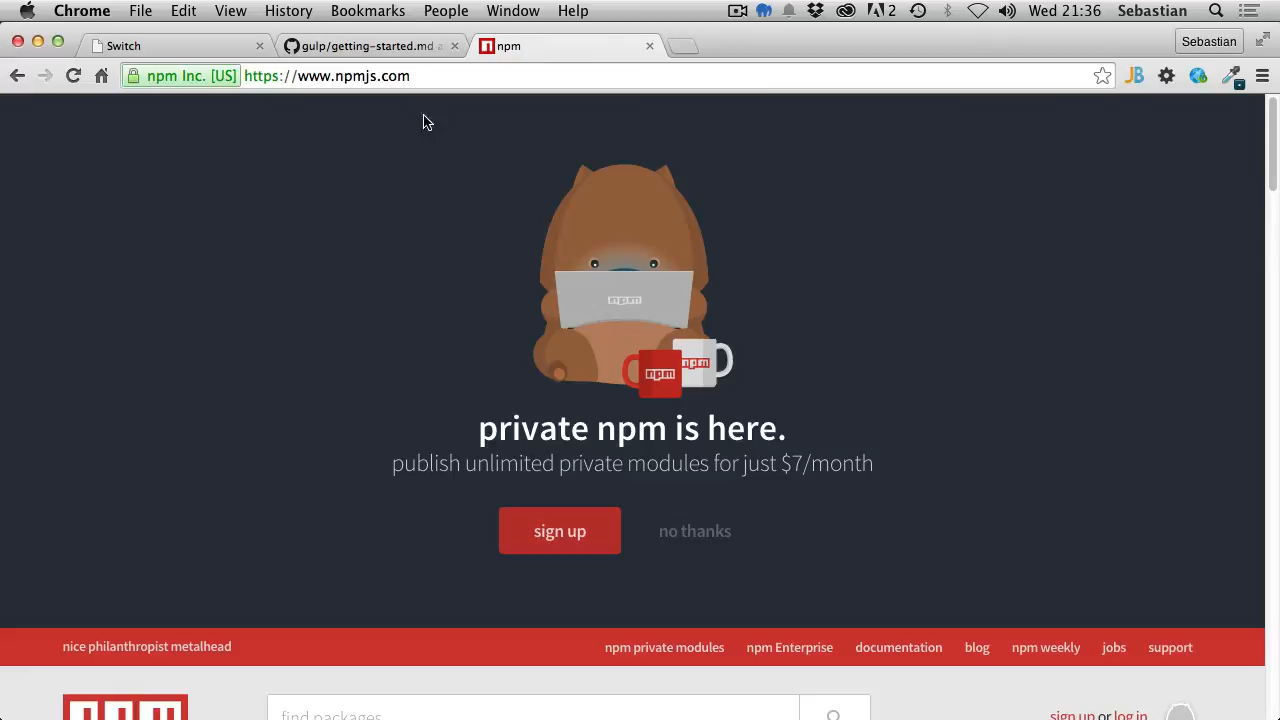 Chrome File Edit View History Bookmarks People Window Help 2 Wed 21:36 Sebastian
Switch gulp/getting-started.md a npm Sebastian
npm Inc. [US] https://www.npmjs.com JB
npm
npm
npm
private npm is here.
publish unlimited private modules for just $7/month
sign up no thanks
nice philanthropist metalhead npm private modules npm Enterprise documentation blog npm weekly jobs support
npm find packages sign up or log in